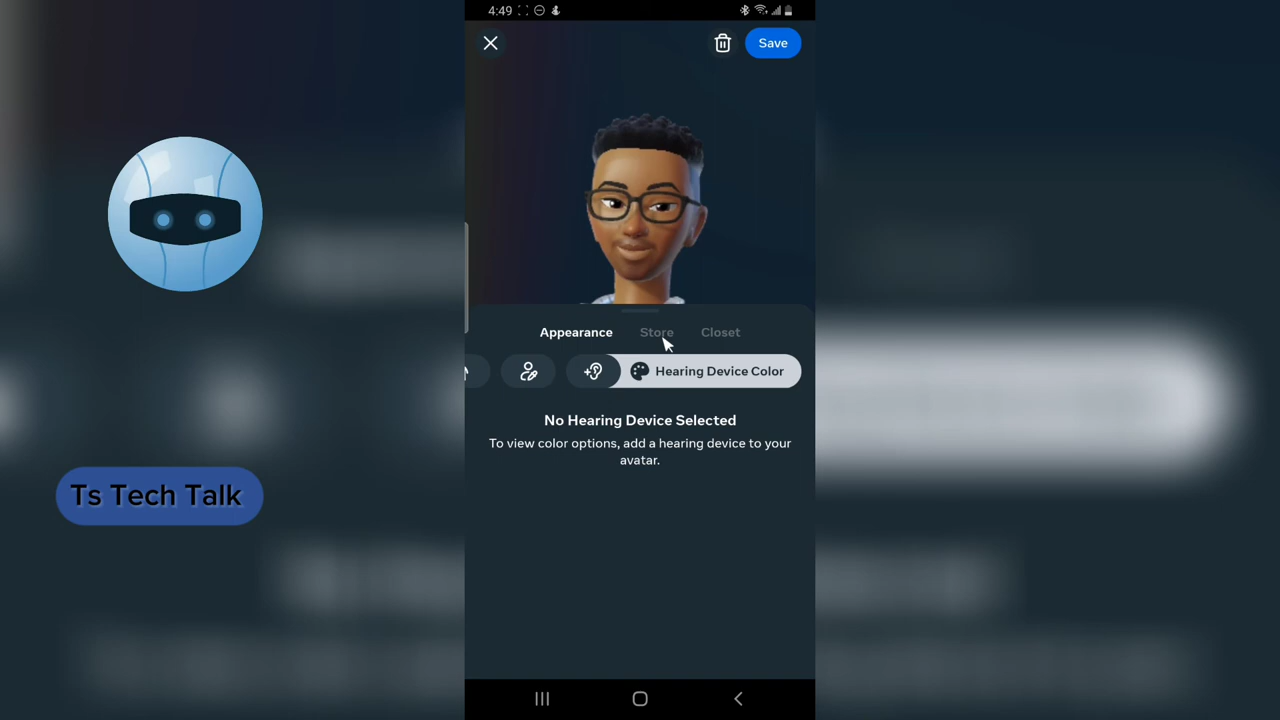 4:49
Save
Appearance Store Closet
Hearing Device Color
No Hearing Device Selected
To view color options, add a hearing device to your
avatar.
Ts Tech Talk